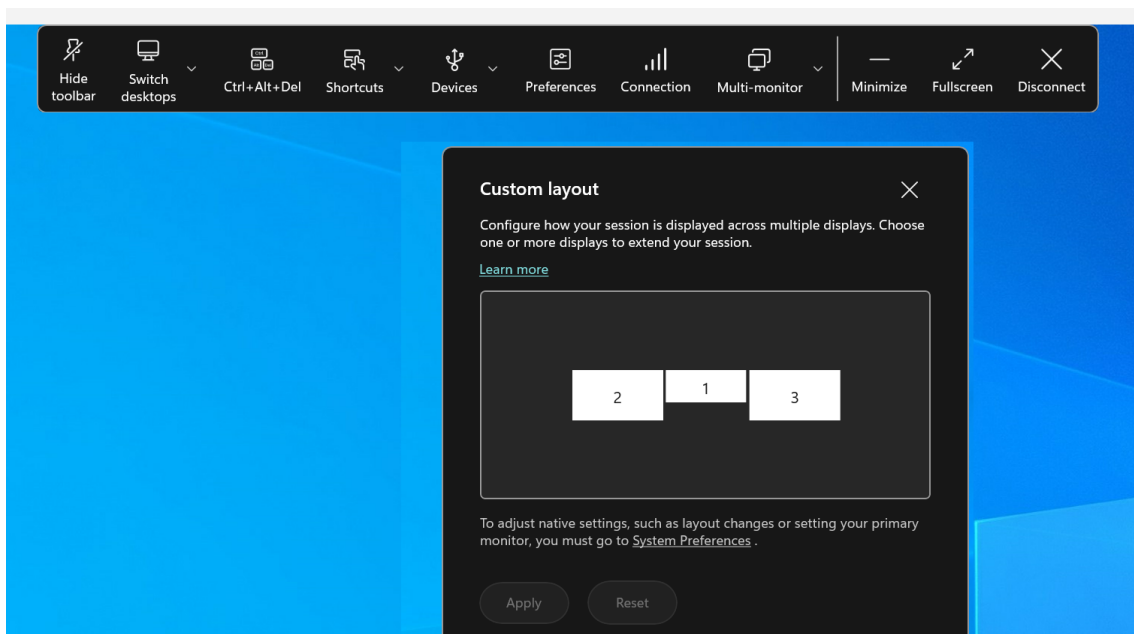 Hide toolbar
Switch desktops
Ctrl Alt Del
Ctrl+Alt+Del
Shortcuts
Devices
Preferences
Connection
Multi-monitor
Minimize
Fullscreen
Disconnect
Custom layout
Configure how your session is displayed across multiple displays. Choose
one or more displays to extend your session.
Learn more
2
1
3
To adjust native settings, such as layout changes or setting your primary
monitor, you must go to System Preferences .
Apply
Reset